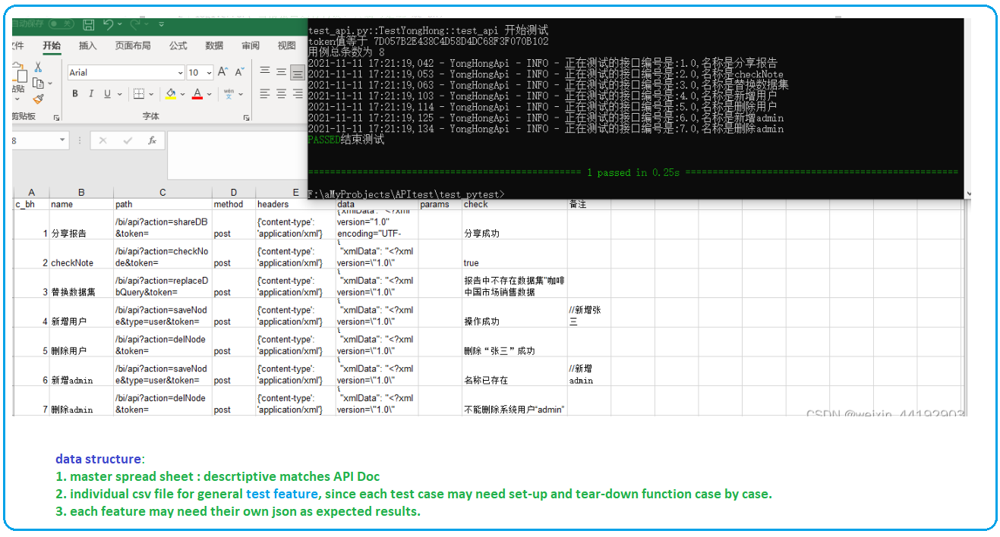 自动保存 关
文件 开始 插入 页面布局 公式 数据 审阅 视图
粘贴
Arial 10 A A
B I U A wén 文
剪贴板 字体
8 fx
test_api.py::TestYongHong::test_api 开始测试
token值等于 7D057B2E438C4D58D4DC68F3F070B102
用例总条数为 8
2021-11-11 17:21:19,042 - YongHongApi - INFO - 正在测试的接口编号是:1.0,名称是分享报告
2021-11-11 17:21:19,053 - YongHongApi - INFO - 正在测试的接口编号是:2.0,名称是checkNote
2021-11-11 17:21:19,063 - YongHongApi - INFO - 正在测试的接口编号是:3.0,名称是替换数据集
2021-11-11 17:21:19,103 - YongHongApi - INFO - 正在测试的接口编号是:4.0,名称是新增用户
2021-11-11 17:21:19,114 - YongHongApi - INFO - 正在测试的接口编号是:5.0,名称是删除用户
2021-11-11 17:21:19,125 - YongHongApi - INFO - 正在测试的接口编号是:6.0,名称是新增admin
2021-11-11 17:21:19,134 - YongHongApi - INFO - 正在测试的接口编号是:7.0,名称是删除admin
PASSED结束测试
1 passed in 0.25s
F:\aMyProbjects\APItest\test_pytest>
A B C D E
c_bh name path method headers data params check 备注
/bi/api?action=shareDB {'content-type': version="1.0"
1 分享报告 &token= post 'application/xml'} encoding="UTF- 分享成功
/bi/api?action=checkNo {'content-type': "xmlData": "<?xml
2 checkNote de&token= post 'application/xml'} version=\"1.0\" true
/bi/api?action=replaceD {'content-type': "xmlData": "<?xml 报告中不存在数据集"咖啡
3 替换数据集 bQuery&token= post 'application/xml'} version=\"1.0\" 中国市场销售数据
/bi/api?action=saveNod {'content-type': "xmlData": "<?xml //新增张
4 新增用户 e&type=user&token= post 'application/xml'} version=\"1.0\" 操作成功 三
/bi/api?action=delNode {'content-type': "xmlData": "<?xml
5 删除用户 &token= post 'application/xml'} version=\"1.0\" 删除“张三”成功
/bi/api?action=saveNod {'content-type': "xmlData": "<?xml //新增
6 新增admin e&type=user&token= post 'application/xml'} version=\"1.0\" 名称已存在 admin
/bi/api?action=delNode {'content-type': "xmlData": "<?xml
7 删除admin &token= post 'application/xml'} version=\"1.0\" 不能删除系统用户“admin”
CSDN @weixin_44192903
data structure:
1. master spread sheet : descrtiptive matches API Doc
2. individual csv file for general test feature, since each test case may need set-up and tear-down function case by case.
3. each feature may need their own json as expected results.